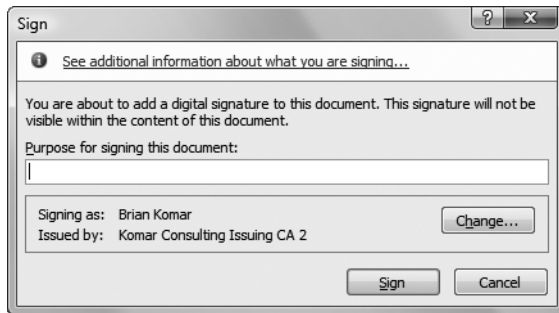 Sign
See additional information about what you are signing...
You are about to add a digital signature to this document. This signature will not be
visible within the content of this document.
Purpose for signing this document:
Signing as: Brian Komar
Change...
Issued by: Komar Consulting Issuing CA 2
Sign Cancel